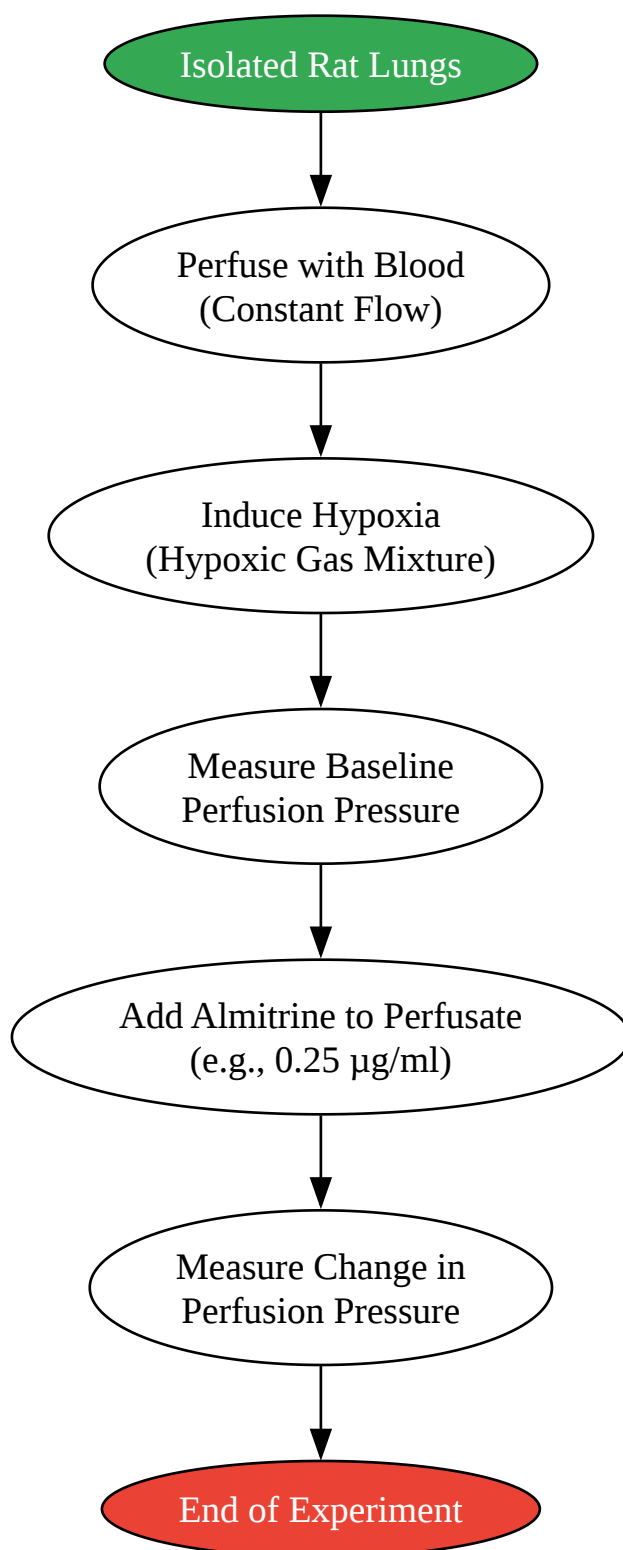 Isolated Rat Lungs
Perfuse with Blood
(Constant Flow)
Induce Hypoxia
(Hypoxic Gas Mixture)
Measure Baseline
Perfusion Pressure
Add Almitrine to Perfusate
(e.g., 0.25 µg/ml)
Measure Change in
Perfusion Pressure
End of Experiment